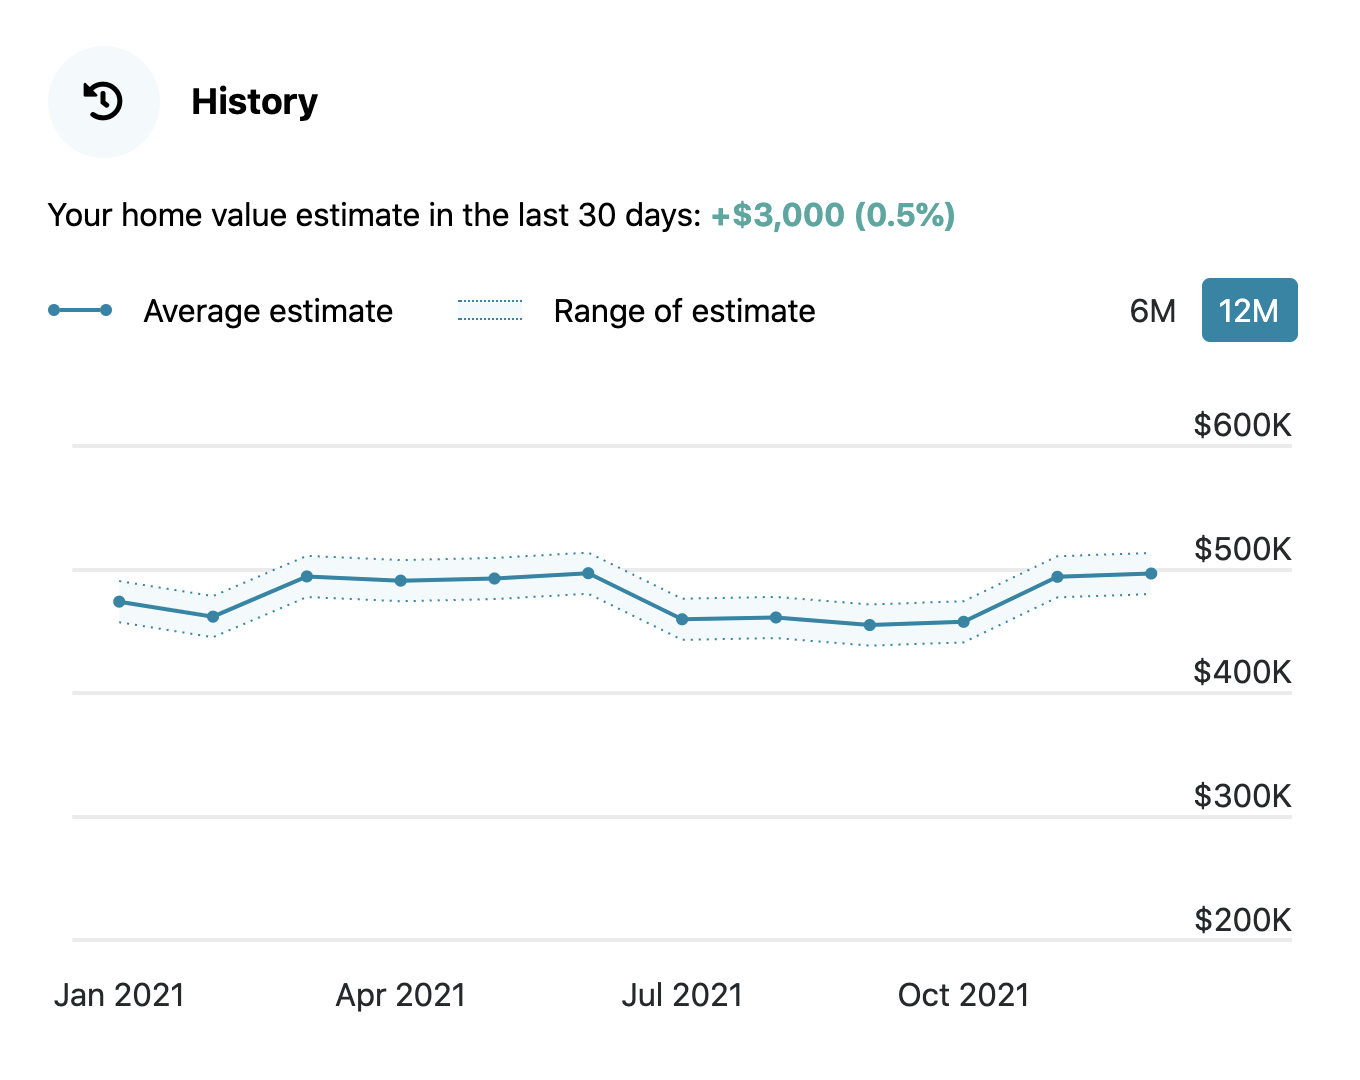 History
Your home value estimate in the last 30 days: +$3,000 (0.5%)
Average estimate Range of estimate 6M 12M
$600K
$500K
$400K
$300K
$200K
Jan 2021 Apr 2021 Jul 2021 Oct 2021